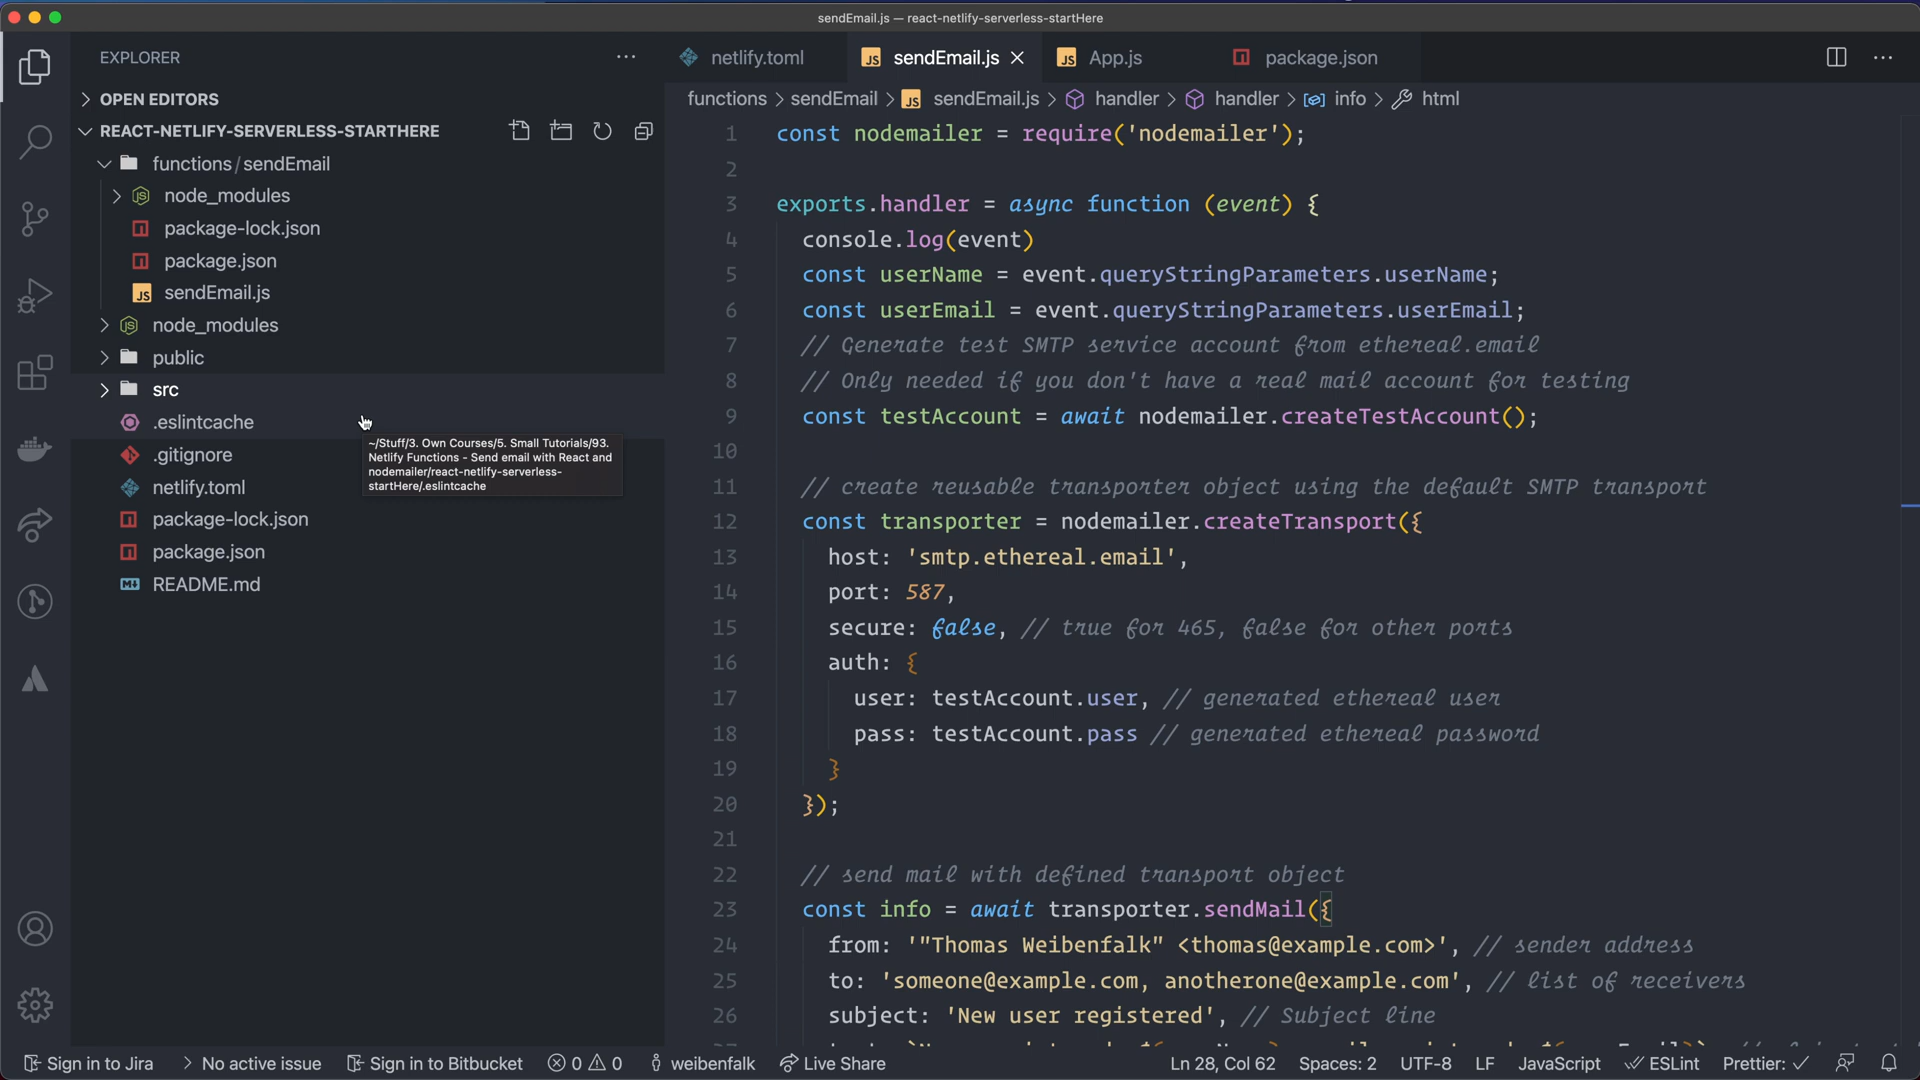 sendEmail.js — react-netlify-serverless-startHere
EXPLORER
netlify.toml
sendEmail.js
App.js
package.json
OPEN EDITORS
functions > sendEmail > sendEmail.js > handler > handler > info > html
REACT-NETLIFY-SERVERLESS-STARTHERE
functions / sendEmail
node_modules
package-lock.json
package.json
sendEmail.js
node_modules
public
src
.eslintcache
.gitignore
netlify.toml
package-lock.json
package.json
README.md
~/Stuff/3. Own Courses/5. Small Tutorials/93.
Netlify Functions - Send email with React and
nodemailer/react-netlify-serverless-
startHere/.eslintcache
1 const nodemailer = require('nodemailer');
2
3 exports.handler = async function (event) {
4 console.log(event)
5 const userName = event.queryStringParameters.userName;
6 const userEmail = event.queryStringParameters.userEmail;
7 // Generate test SMTP service account from ethereal.email
8 // Only needed if you don't have a real mail account for testing
9 const testAccount = await nodemailer.createTestAccount();
10
11 // create reusable transporter object using the default SMTP transport
12 const transporter = nodemailer.createTransport({
13 host: 'smtp.ethereal.email',
14 port: 587,
15 secure: false, // true for 465, false for other ports
16 auth: {
17 user: testAccount.user, // generated ethereal user
18 pass: testAccount.pass // generated ethereal password
19 }
20 });
21
22 // send mail with defined transport object
23 const info = await transporter.sendMail({
24 from: '"Thomas Weibenfalk" <thomas@example.com>', // sender address
25 to: 'someone@example.com, anotherone@example.com', // list of receivers
26 subject: 'New user registered', // Subject line
Sign in to Jira
No active issue
Sign in to Bitbucket
0
0
weibenfalk
Live Share
Ln 28, Col 62
Spaces: 2
UTF-8
LF
JavaScript
ESLint
Prettier: ✓